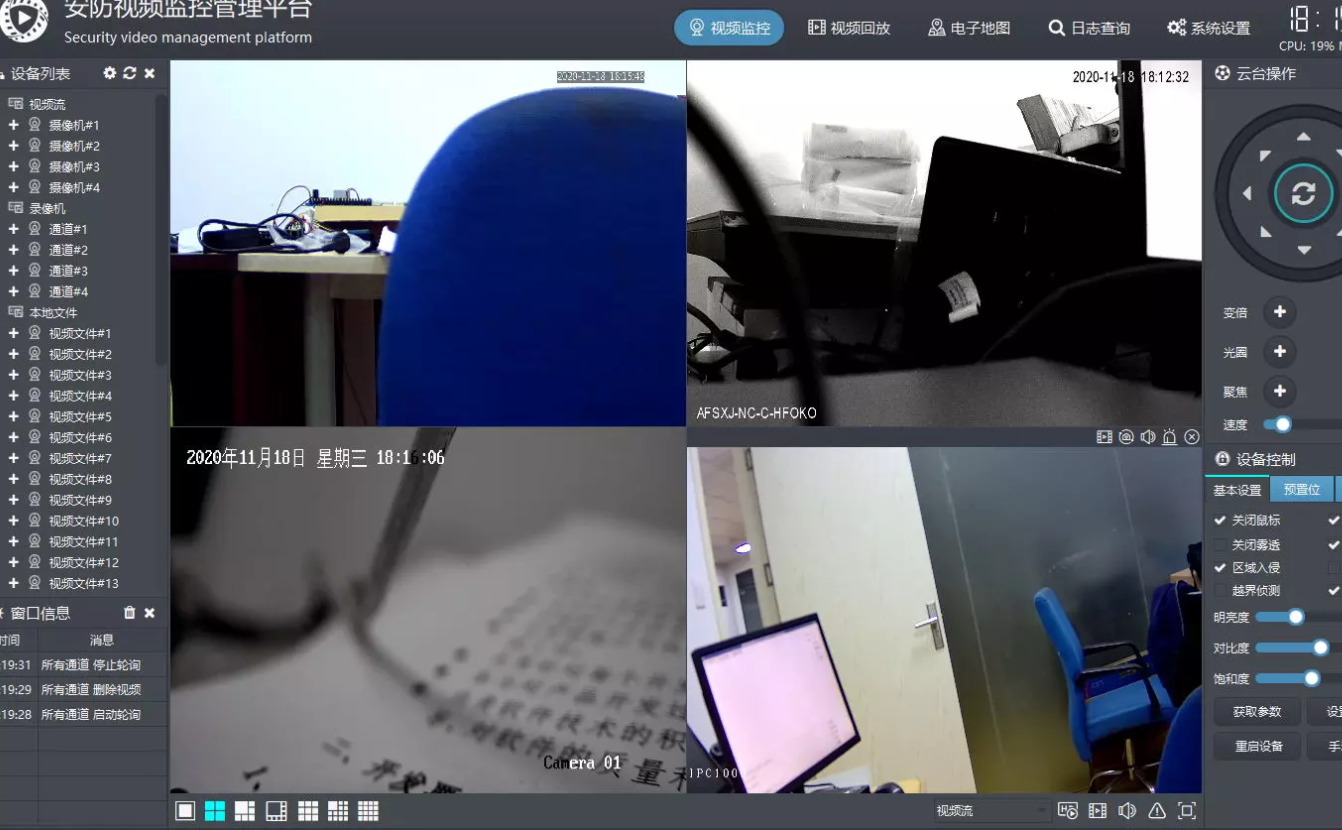 安防视频监控管理平台
Security video management platform
视频监控
视频回放
电子地图
日志查询
系统设置
CPU: 19%
设备列表
视频流
摄像机#1
摄像机#2
摄像机#3
摄像机#4
录像机
通道#1
通道#2
通道#3
通道#4
本地文件
视频文件#1
视频文件#2
视频文件#3
视频文件#4
视频文件#5
视频文件#6
视频文件#7
视频文件#8
视频文件#9
视频文件#10
视频文件#11
视频文件#12
视频文件#13
窗口信息
时间 消息
:19:31 所有通道 停止轮询
:19:29 所有通道 删除视频
:19:28 所有通道 启动轮询
2020-11-18 18:15:49
2020-11-18 18:12:32
AFSXJ-NC-C-HFOKO
2020年11月18日 星期三 18:16:06
对软件的质量
Camera 01
IPC100
视频流
云台操作
变倍
光圈
聚焦
速度
设备控制
基本设置
预置位
关闭鼠标
关闭雾透
区域入侵
越界侦测
明亮度
对比度
饱和度
获取参数
重启设备